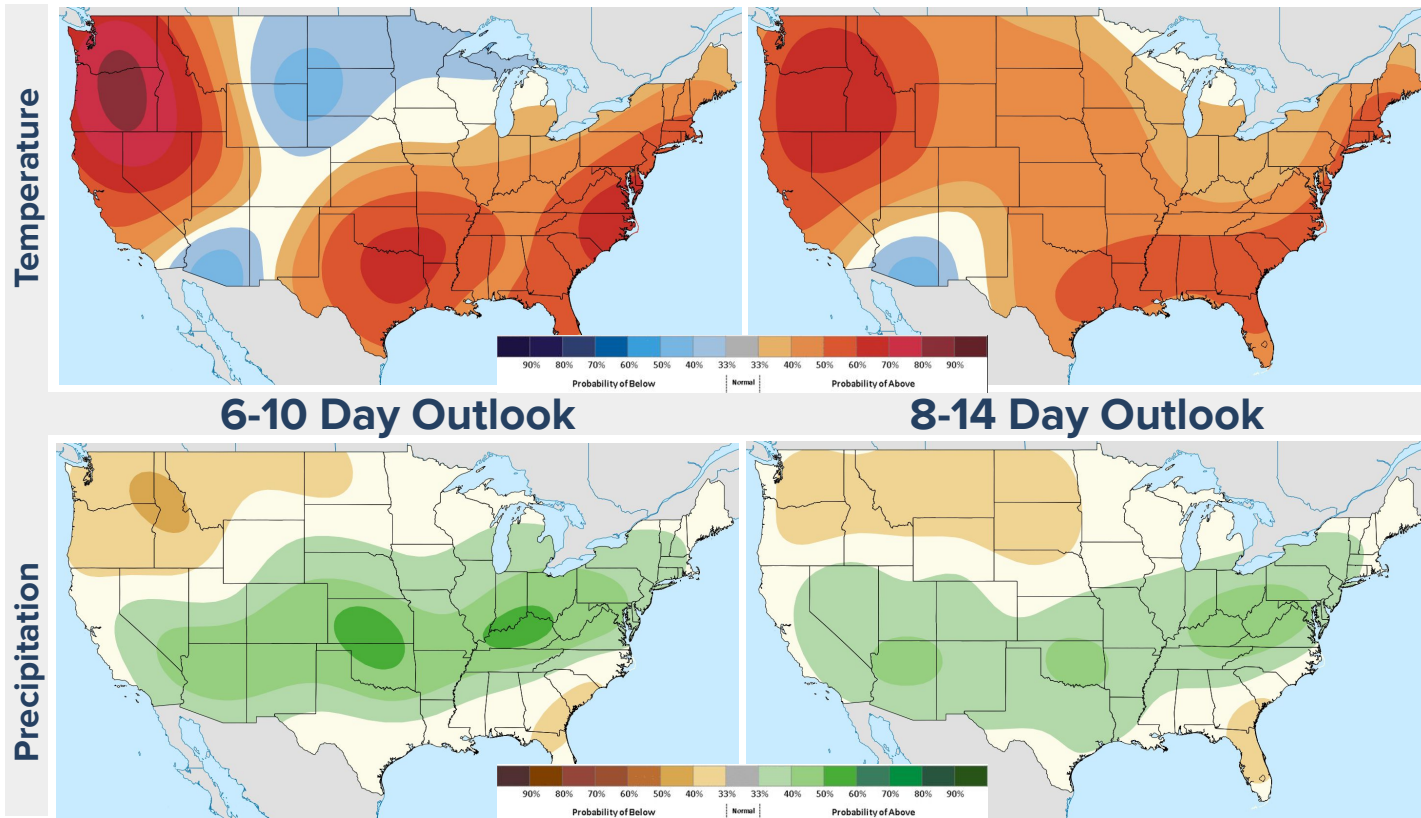 Temperature
90% 80% 70% 60% 50% 40% 33% 33% 40% 50% 60% 70% 80% 90%
Probability of Below Normal Probability of Above
6-10 Day Outlook 8-14 Day Outlook
Precipitation
90% 80% 70% 60% 50% 40% 33% 33% 40% 50% 60% 70% 80% 90%
Probability of Below Normal Probability of Above